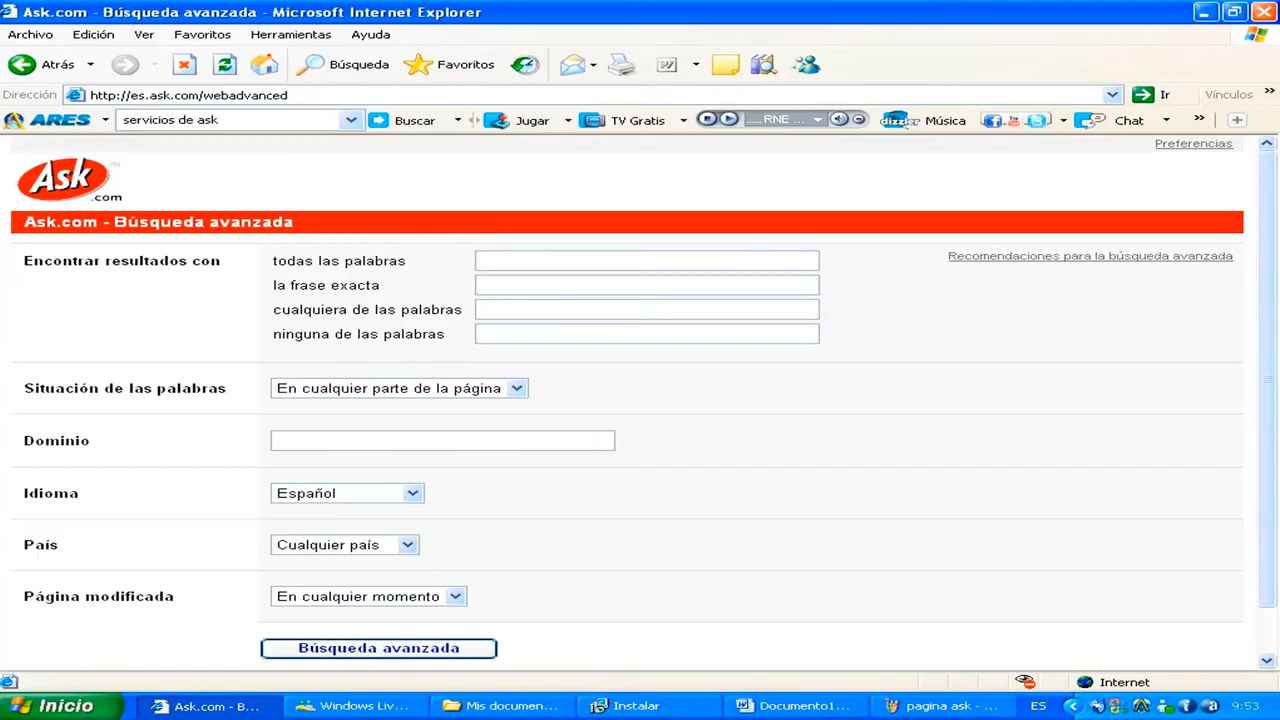 Ask.com - Búsqueda avanzada - Microsoft Internet Explorer
Archivo Edición Ver Favoritos Herramientas Ayuda
Atrás Búsqueda Favoritos
Dirección http://es.ask.com/webadvanced Ir Vínculos
ARES servicios de ask Buscar Jugar TV Gratis ..... RNE ... dizzler Música Chat
Preferencias
Ask.com
Ask.com - Búsqueda avanzada
Encontrar resultados con todas las palabras Recomendaciones para la búsqueda avanzada
la frase exacta
cualquiera de las palabras
ninguna de las palabras
Situación de las palabras En cualquier parte de la página
Dominio
Idioma Español
País Cualquier país
Página modificada En cualquier momento
Búsqueda avanzada
Internet
Inicio Ask.com - B... Windows Liv... Mis documen... Instalar Documento1... pagina ask - ... ES 9:53